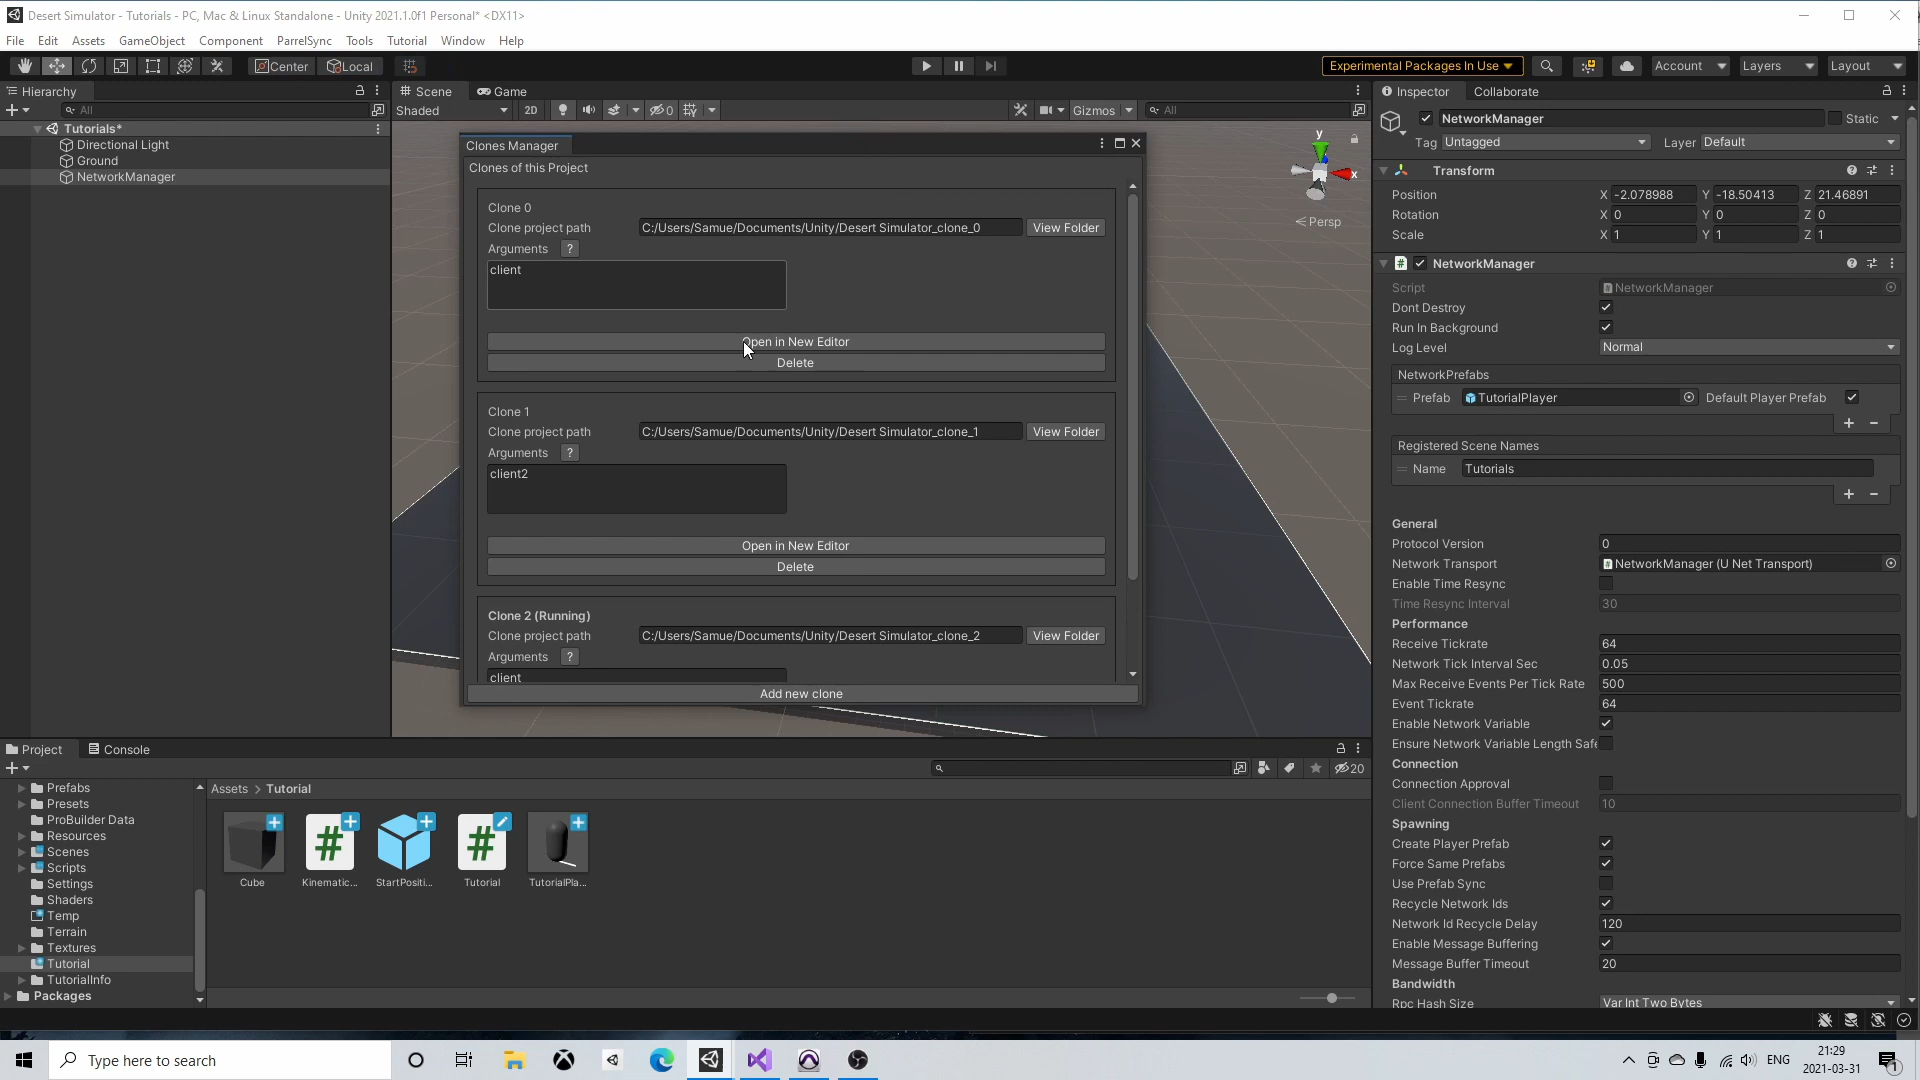 Desert Simulator - Tutorials - PC, Mac & Linux Standalone - Unity 2021.1.0f1 Personal* <DX11>
File Edit Assets GameObject Component ParrelSync Tools Tutorial Window Help
Center Local Experimental Packages In Use Account Layers Layout
Hierarchy
All
Tutorials*
Directional Light
Ground
NetworkManager
Scene Game
Shaded 2D 0 Gizmos All
y
x
Persp
Clones Manager
Clones of this Project
Clone 0
Clone project path C:/Users/Samue/Documents/Unity/Desert Simulator_clone_0 View Folder
Arguments ?
client
Open in New Editor
Delete
Clone 1
Clone project path C:/Users/Samue/Documents/Unity/Desert Simulator_clone_1 View Folder
Arguments ?
client2
Open in New Editor
Delete
Clone 2 (Running)
Clone project path C:/Users/Samue/Documents/Unity/Desert Simulator_clone_2 View Folder
Arguments ?
client
Add new clone
Inspector Collaborate
NetworkManager Static
Tag Untagged Layer Default
Transform
Position X -2.078988 Y -18.50413 Z 21.46891
Rotation X 0 Y 0 Z 0
Scale X 1 Y 1 Z 1
# NetworkManager
Script NetworkManager
Dont Destroy
Run In Background
Log Level Normal
NetworkPrefabs
Prefab TutorialPlayer Default Player Prefab
+ −
Registered Scene Names
Name Tutorials
+ −
General
Protocol Version 0
Network Transport NetworkManager (U Net Transport)
Enable Time Resync
Time Resync Interval 30
Performance
Receive Tickrate 64
Network Tick Interval Sec 0.05
Max Receive Events Per Tick Rate 500
Event Tickrate 64
Enable Network Variable
Ensure Network Variable Length Safe
Connection
Connection Approval
Client Connection Buffer Timeout 10
Spawning
Create Player Prefab
Force Same Prefabs
Use Prefab Sync
Recycle Network Ids
Network Id Recycle Delay 120
Enable Message Buffering
Message Buffer Timeout 20
Bandwidth
Rpc Hash Size Var Int Two Bytes
Project Console
20
Prefabs
Presets
ProBuilder Data
Resources
Scenes
Scripts
Settings
Shaders
Temp
Terrain
Textures
Tutorial
TutorialInfo
Packages
Assets > Tutorial
Cube Kinematic... StartPositi... Tutorial TutorialPla...
Type here to search
ENG
21:29
2021-03-31
1